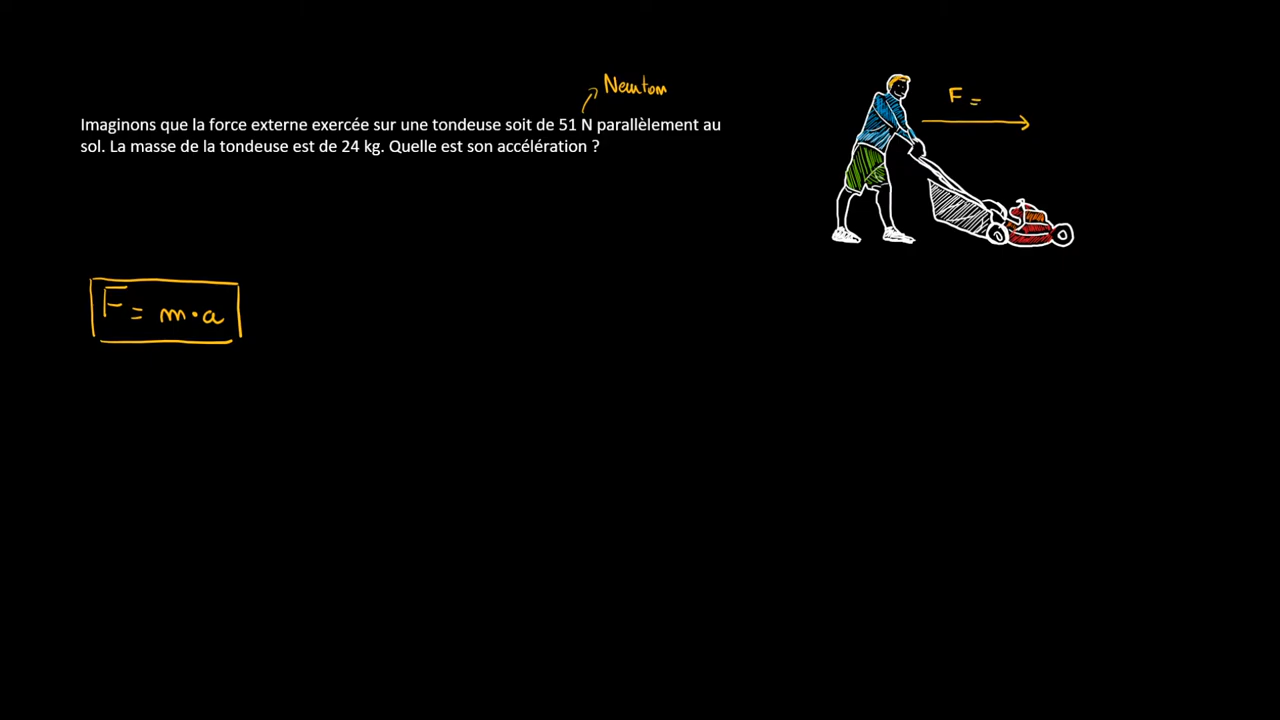 Newton
F =
Imaginons que la force externe exercée sur une tondeuse soit de 51 N parallèlement au
sol. La masse de la tondeuse est de 24 kg. Quelle est son accélération ?
F = m · a